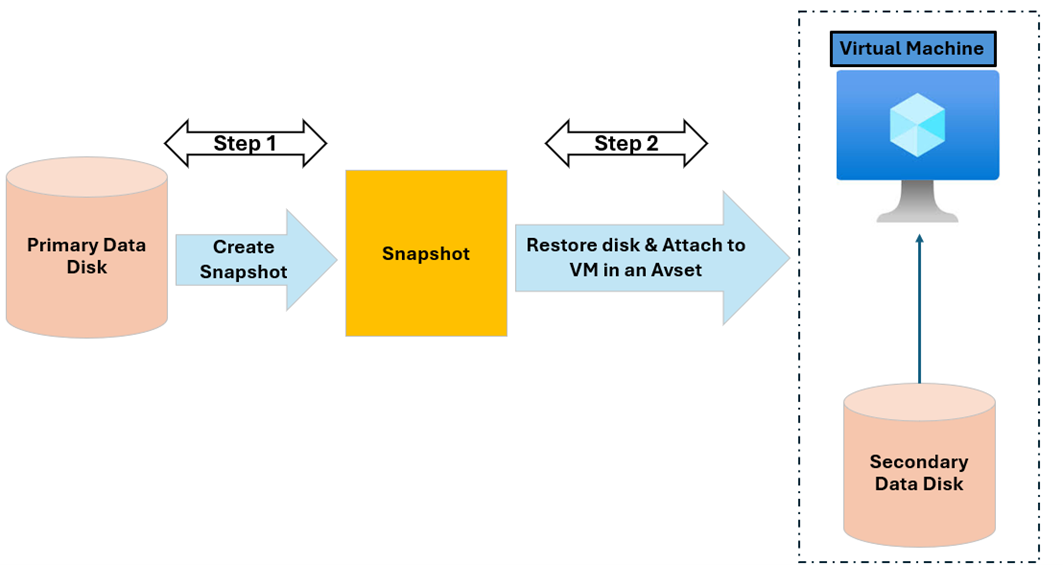 Virtual Machine
Step 1
Step 2
Primary Data
Disk
Create
Snapshot
Snapshot
Restore disk & Attach to
VM in an Avset
Secondary
Data Disk